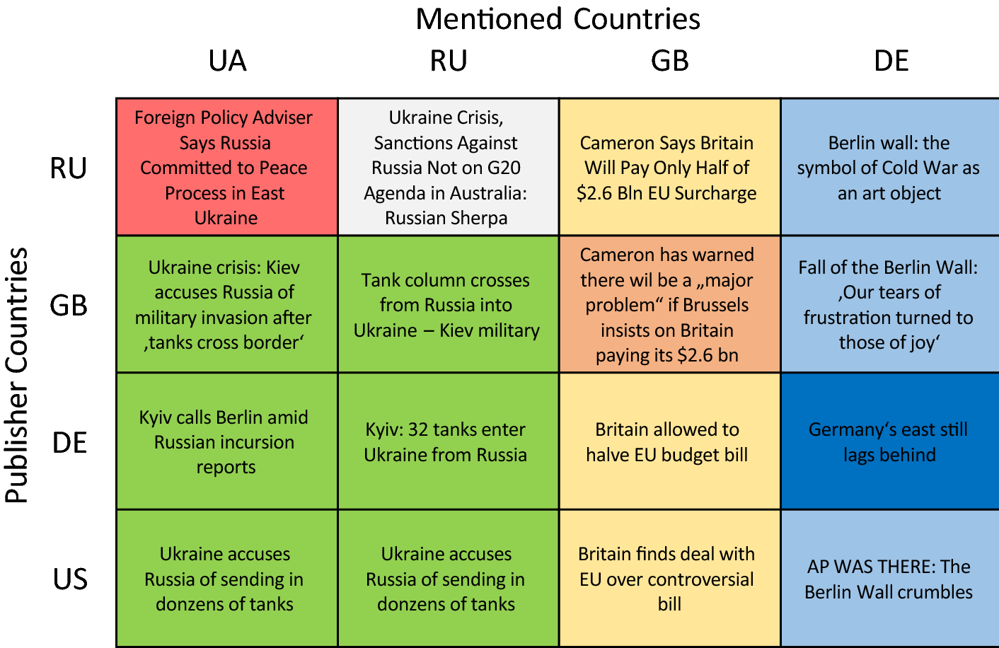 Mentioned Countries
UA RU GB DE
Publisher Countries
RU
Foreign Policy Adviser
Says Russia
Committed to Peace
Process in East
Ukraine
Ukraine Crisis,
Sanctions Against
Russia Not on G20
Agenda in Australia:
Russian Sherpa
Cameron Says Britain
Will Pay Only Half of
$2.6 Bln EU Surcharge
Berlin wall: the
symbol of Cold War as
an art object
GB
Ukraine crisis: Kiev
accuses Russia of
military invasion after
‚tanks cross border‘
Tank column crosses
from Russia into
Ukraine – Kiev military
Cameron has warned
there wil be a „major
problem“ if Brussels
insists on Britain
paying its $2.6 bn
Fall of the Berlin Wall:
‚Our tears of
frustration turned to
those of joy‘
DE
Kyiv calls Berlin amid
Russian incursion
reports
Kyiv: 32 tanks enter
Ukraine from Russia
Britain allowed to
halve EU budget bill
Germany‘s east still
lags behind
US
Ukraine accuses
Russia of sending in
donzens of tanks
Ukraine accuses
Russia of sending in
donzens of tanks
Britain finds deal with
EU over controversial
bill
AP WAS THERE: The
Berlin Wall crumbles